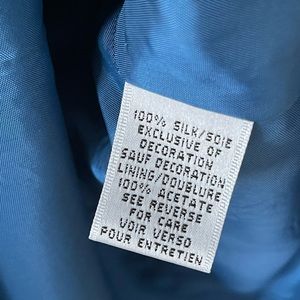 100% SILK/SOIE
EXCLUSIVE OF
DECORATION
SAUF DECORATION
LINING/DOUBLURE
100% ACETATE
SEE REVERSE
FOR CARE
VOIR VERSO
POUR ENTRETIEN